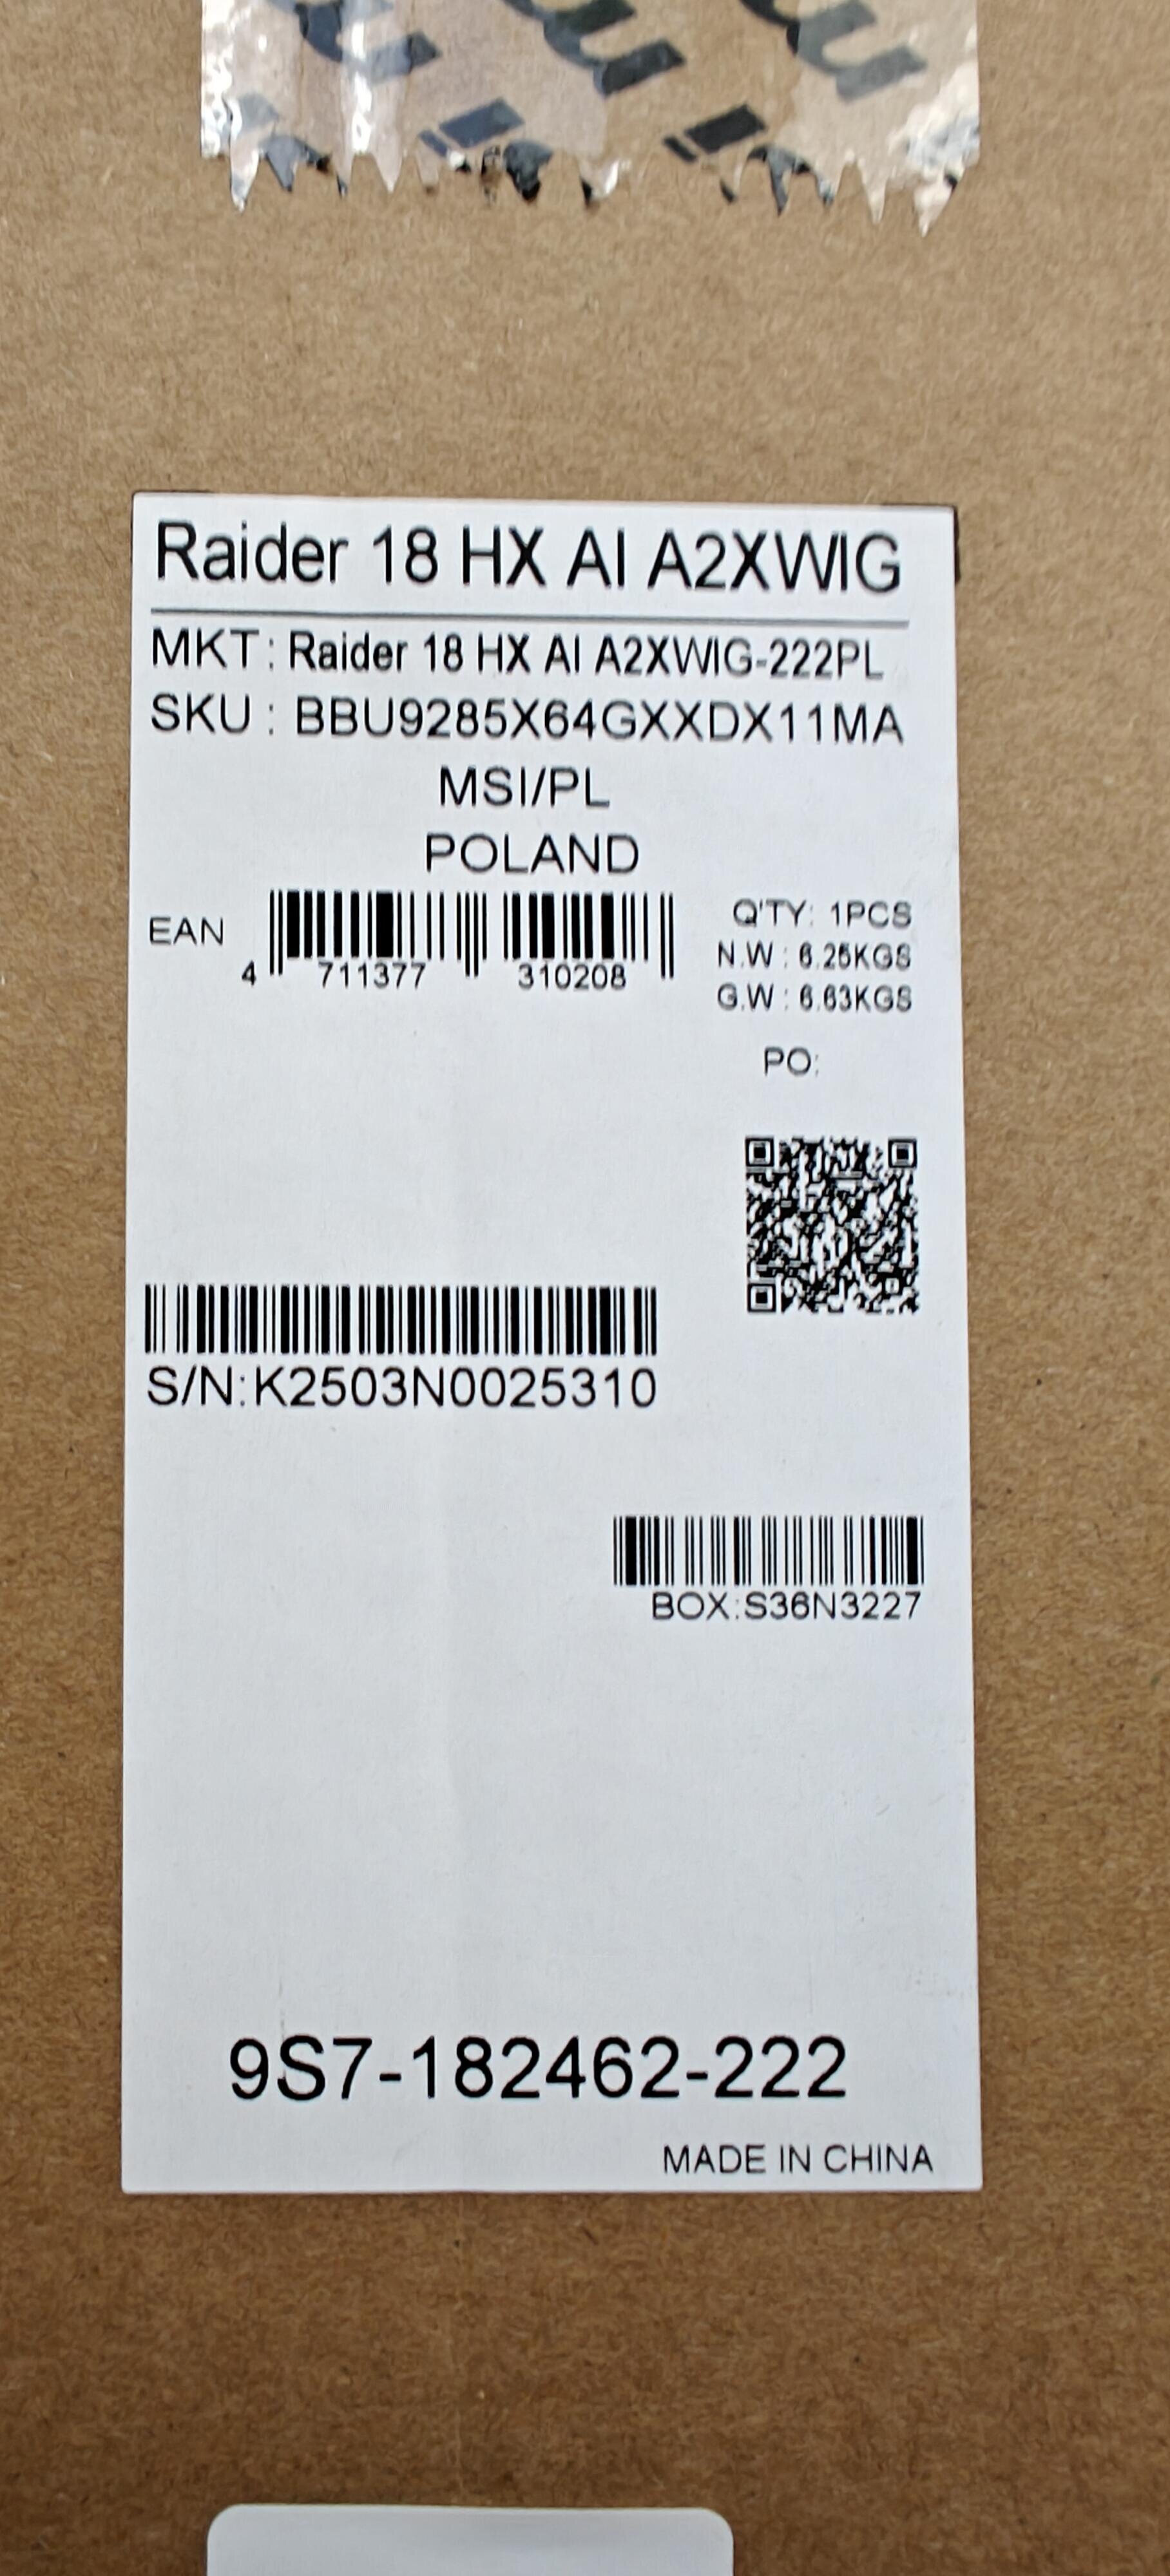 Raider 18 HX AI A2XWIG
MKT: Raider 18 HX AI A2XWIG-222PL
SKU : BBU9285X64GXXDX11MA
MSI/PL
POLAND
EAN
4 711377 310208
Q'TY: 1PCS
N.W : 6.25KGS
G.W : 6.63KGS
PO:
S/N:K2503N0025310
BOX:S36N3227
9S7-182462-222
MADE IN CHINA